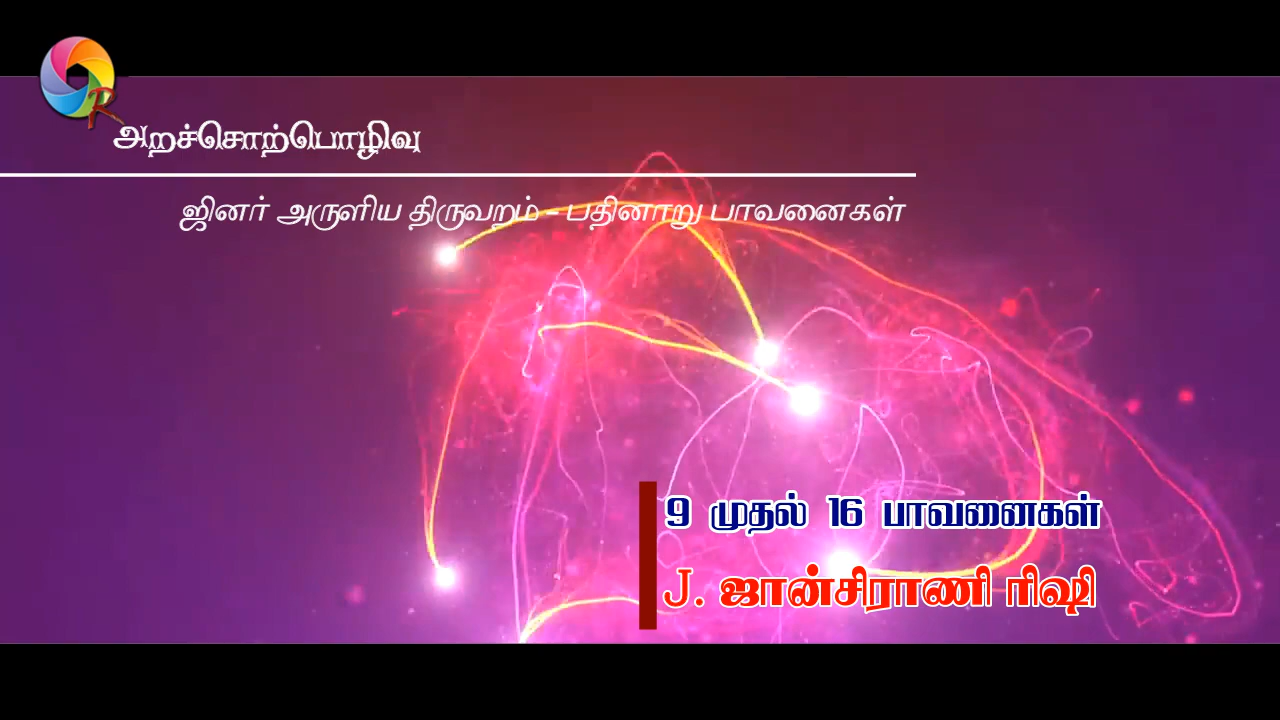 R
அறச்சொற்பொழிவு
ஜினர் அருளிய திருவறம் - பதினாறு பாவனைகள்
9 முதல் 16 பாவனைகள்
J. ஜான்சிராணி ரிஷி